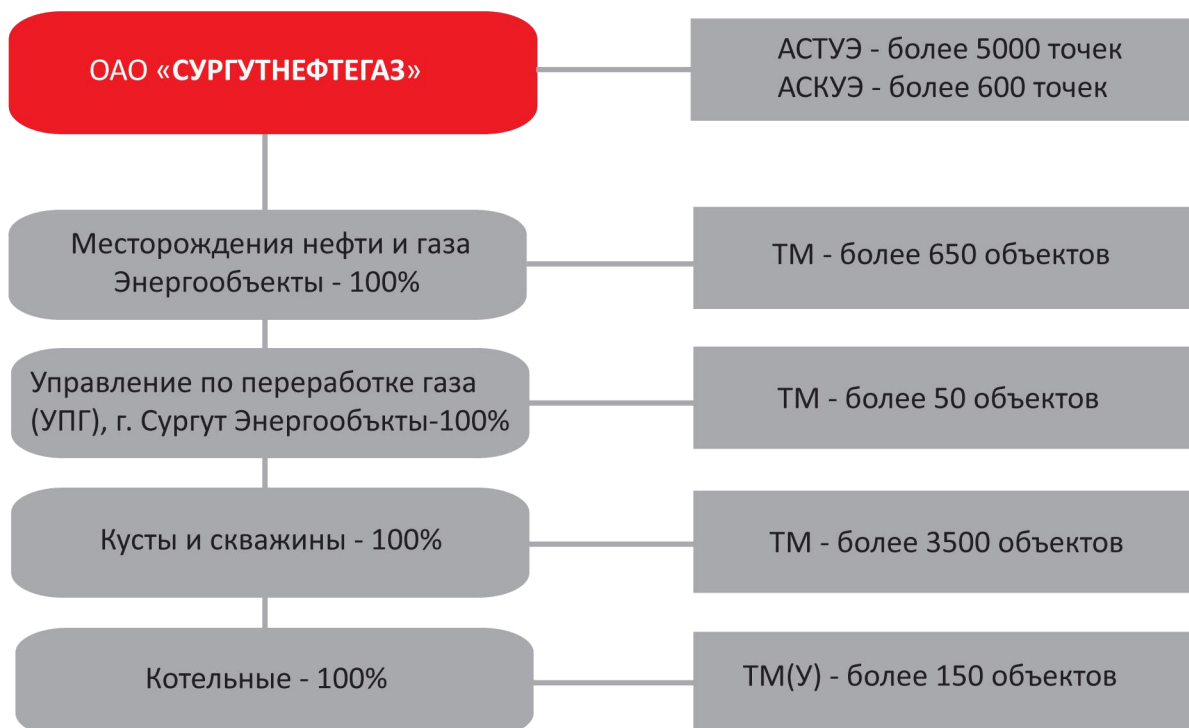 ОАО «СУРГУТНЕФТЕГАЗ»
АСТУЭ - более 5000 точек
АСКУЭ - более 600 точек
Месторождения нефти и газа
Энергообъекты - 100%
ТМ - более 650 объектов
Управление по переработке газа
(УПГ), г. Сургут Энергообъкты-100%
ТМ - более 50 объектов
Кусты и скважины - 100%
ТМ - более 3500 объектов
Котельные - 100%
ТМ(У) - более 150 объектов